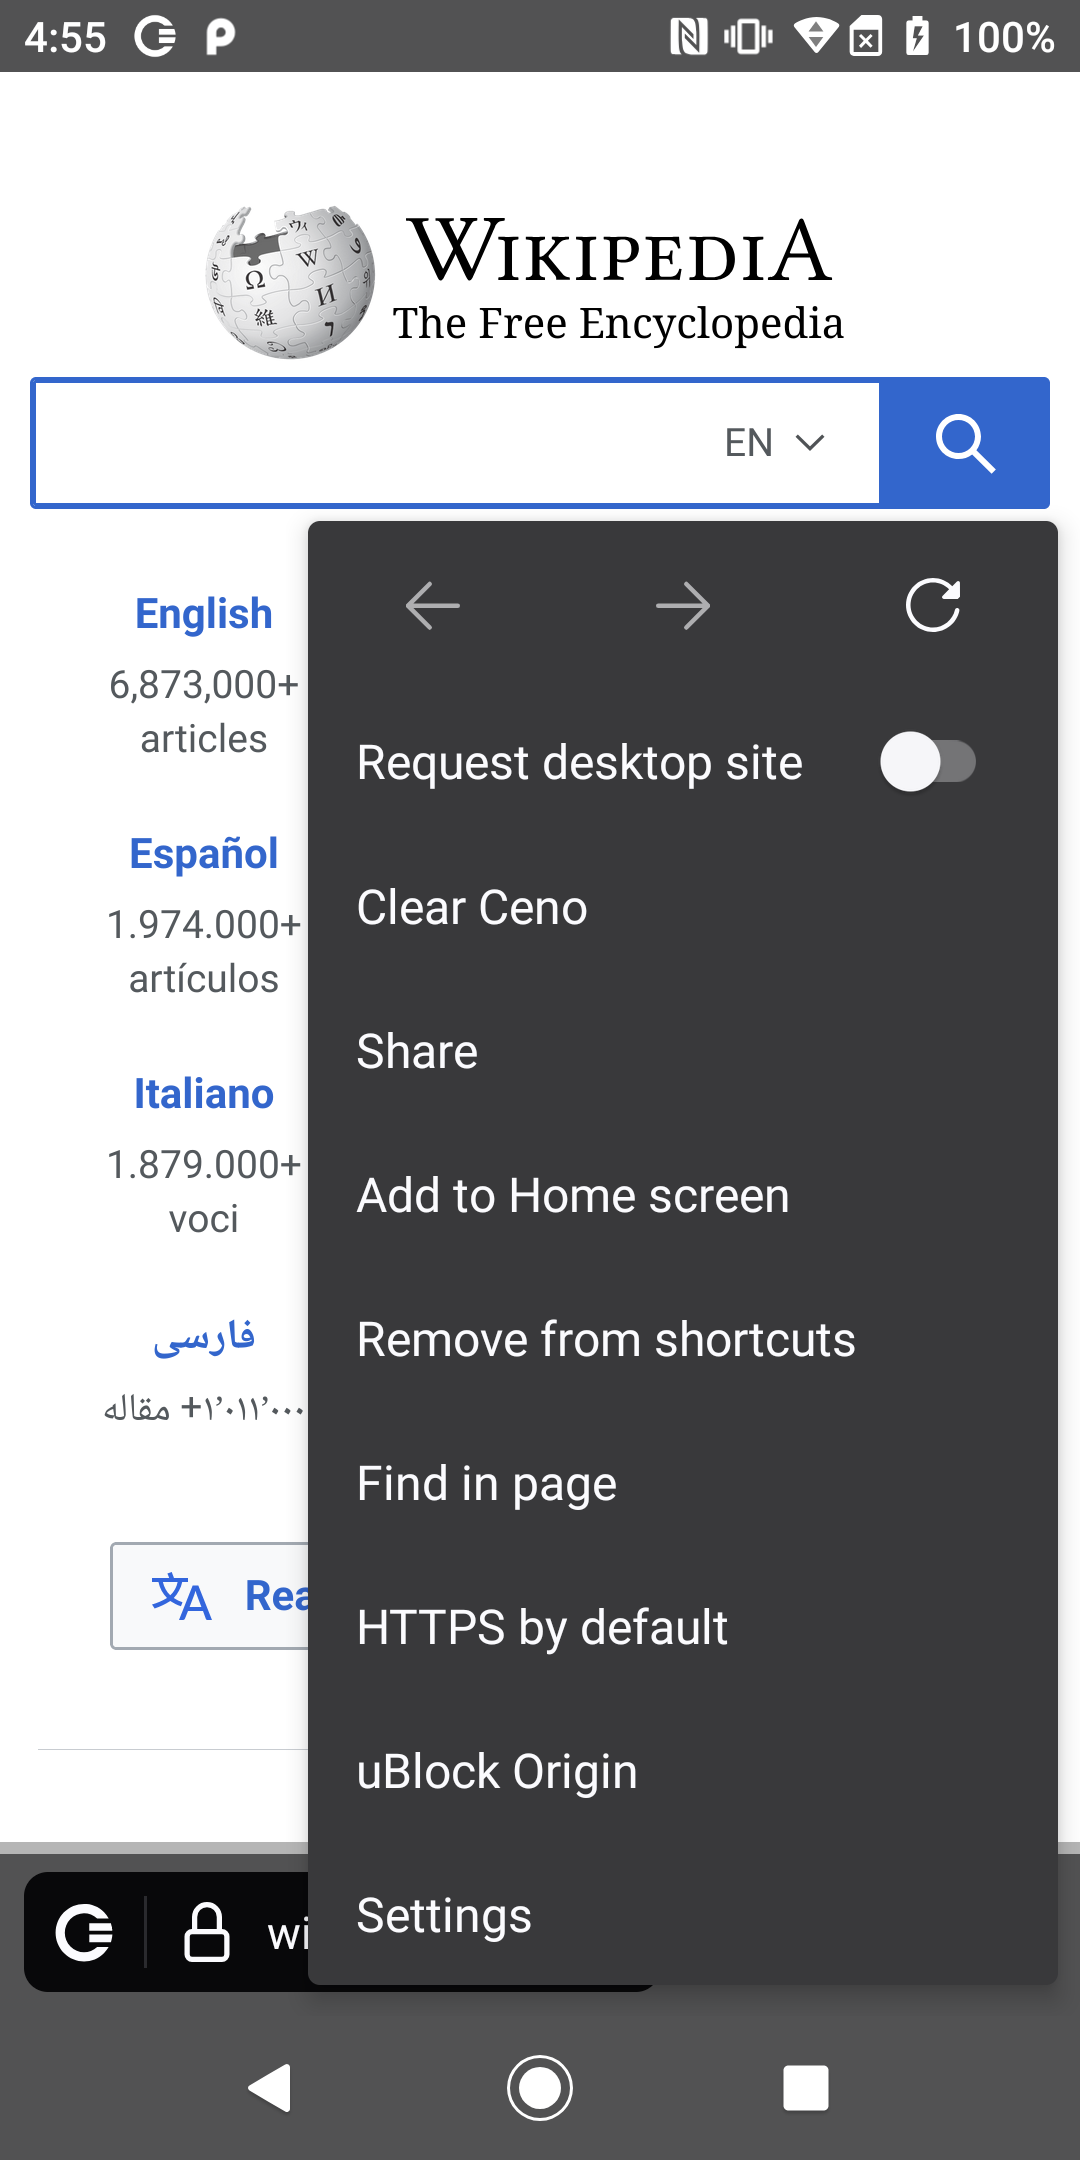 4:55
100%
WIKIPEDIA
The Free Encyclopedia
EN
English
6,873,000+
articles
Español
1.974.000+
artículos
Italiano
1.879.000+
voci
فارسی
۱٬۰۱۱٬۰۰۰+ مقاله
Request desktop site
Clear Ceno
Share
Add to Home screen
Remove from shortcuts
Find in page
HTTPS by default
uBlock Origin
Settings